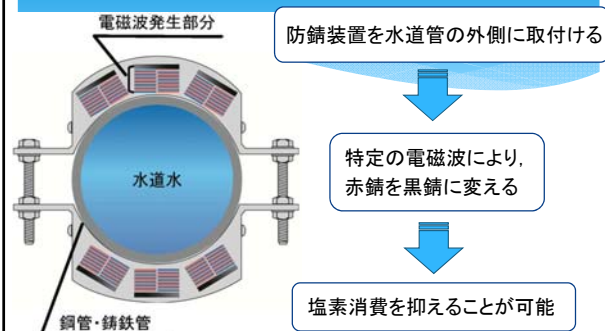 電磁波発生部分
水道水
鋼管・鋳鉄管
防錆装置を水道管の外側に取付ける
特定の電磁波により,
赤錆を黒錆に変える
塩素消費を抑えることが可能